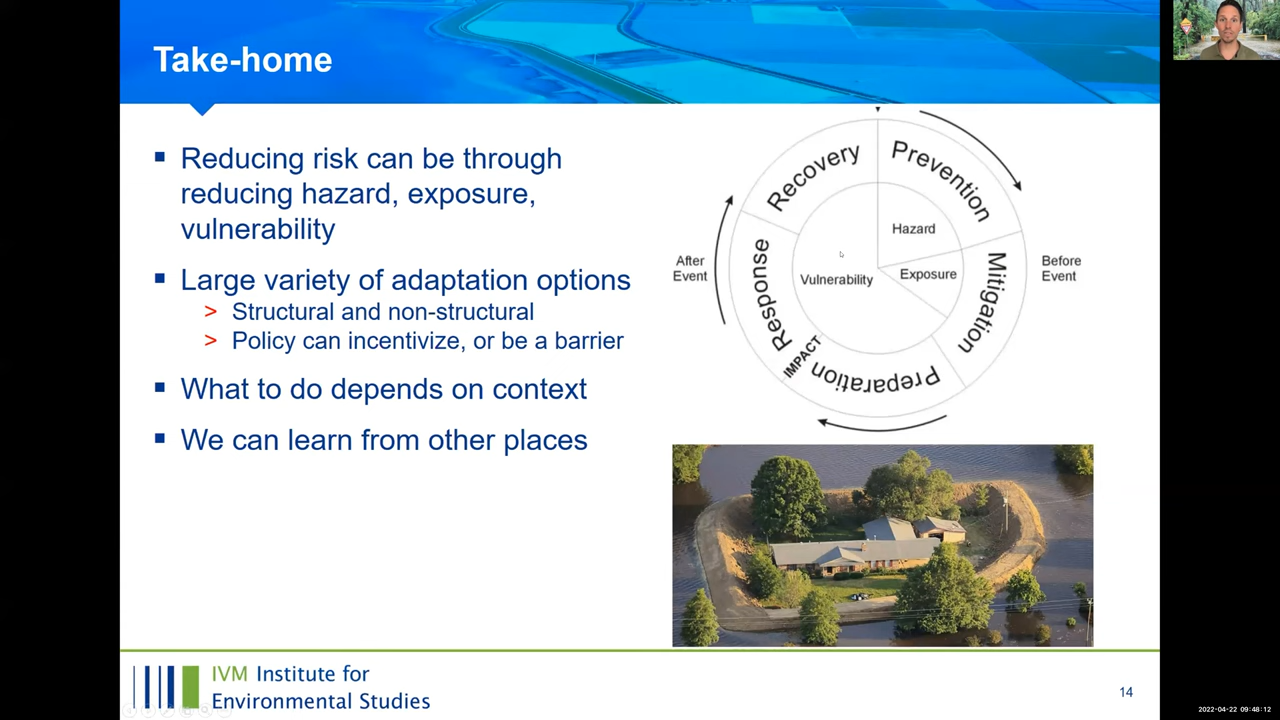 Take-home
Reducing risk can be through
reducing hazard, exposure,
vulnerability
Large variety of adaptation options
> Structural and non-structural
> Policy can incentivize, or be a barrier
What to do depends on context
We can learn from other places
Recovery
Prevention
Hazard
After
Event
Response
Vulnerability
Exposure
Mitigation
Before
Event
IMPACT
Preparation
IVM Institute for
Environmental Studies
14
2022-04-22 09:48:12